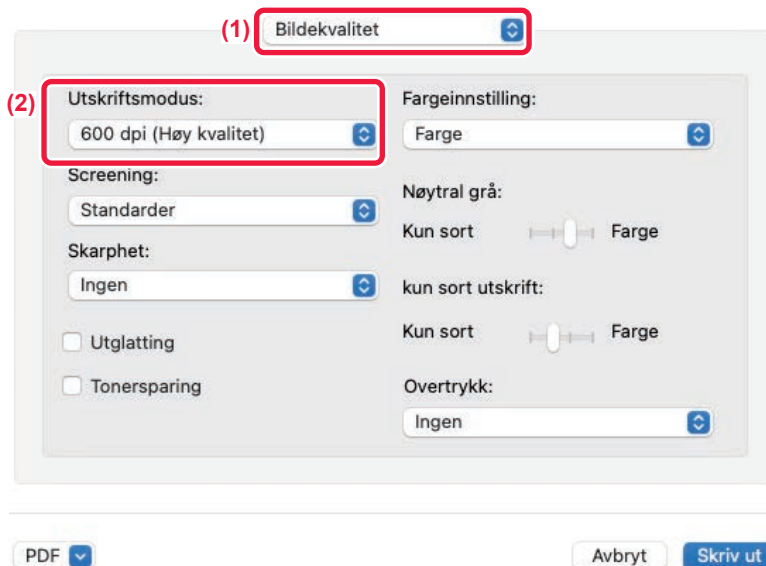 (1)
Bildekvalitet
(2)
Utskriftsmodus:
600 dpi (Høy kvalitet)
Screening:
Standarder
Skarphet:
Ingen
Utglatting
Tonersparing
Fargeinnstilling:
Farge
Nøytral grå:
Kun sort Farge
kun sort utskrift:
Kun sort Farge
Overtrykk:
Ingen
PDF
Avbryt
Skriv ut